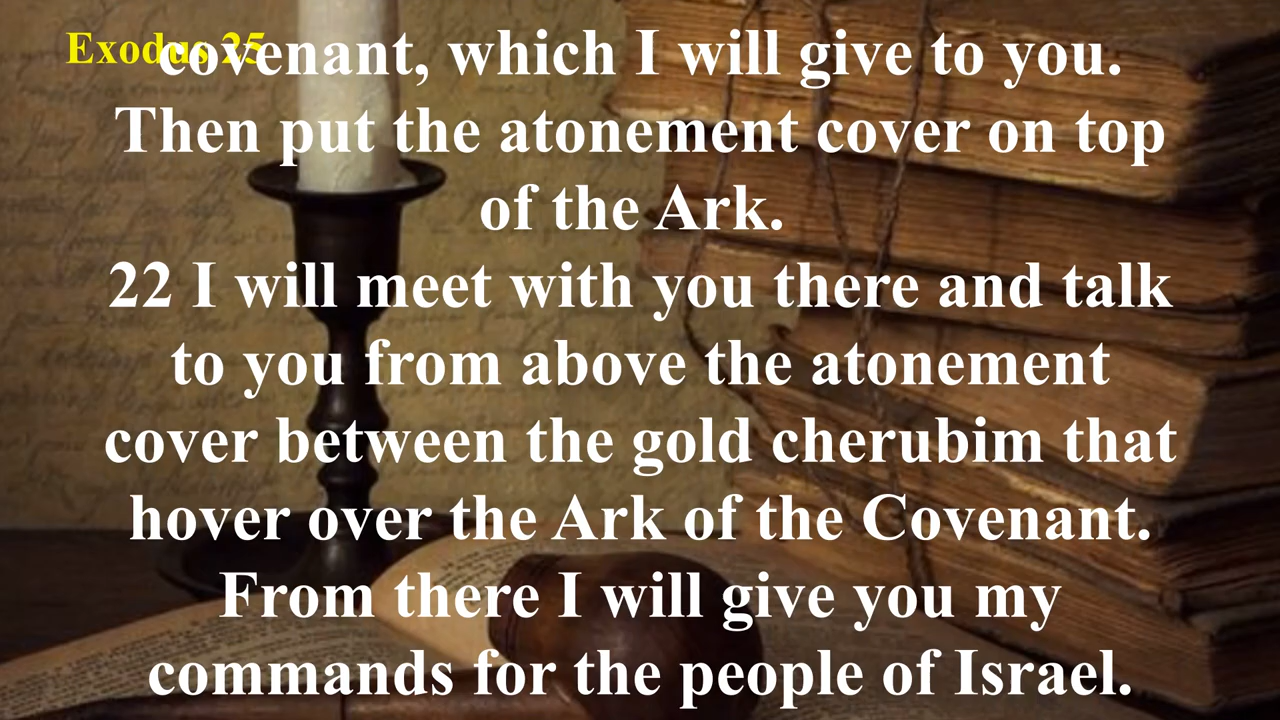 Exodus 25
covenant, which I will give to you.
Then put the atonement cover on top
of the Ark.
22 I will meet with you there and talk
to you from above the atonement
cover between the gold cherubim that
hover over the Ark of the Covenant.
From there I will give you my
commands for the people of Israel.